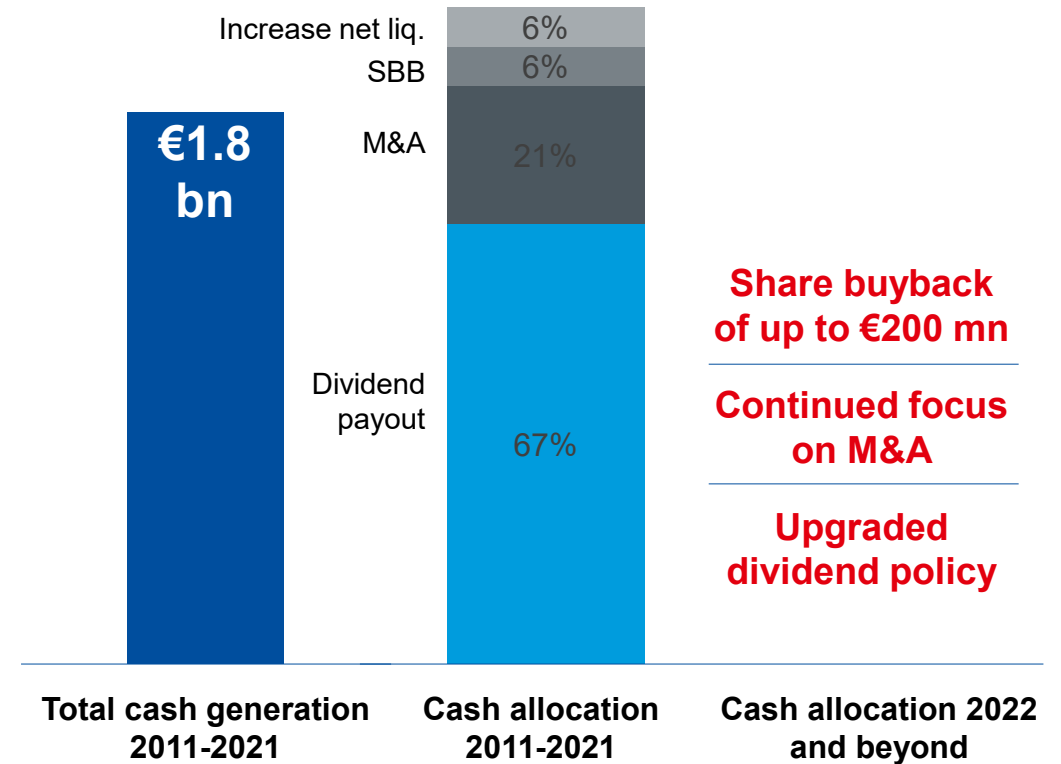 Increase net liq.
6%
SBB
6%
€1.8
bn
M&A
21%
Share buyback
of up to €200 mn
Dividend
payout
67%
Continued focus
on M&A
Upgraded
dividend policy
Total cash generation
2011-2021
Cash allocation
2011-2021
Cash allocation 2022
and beyond